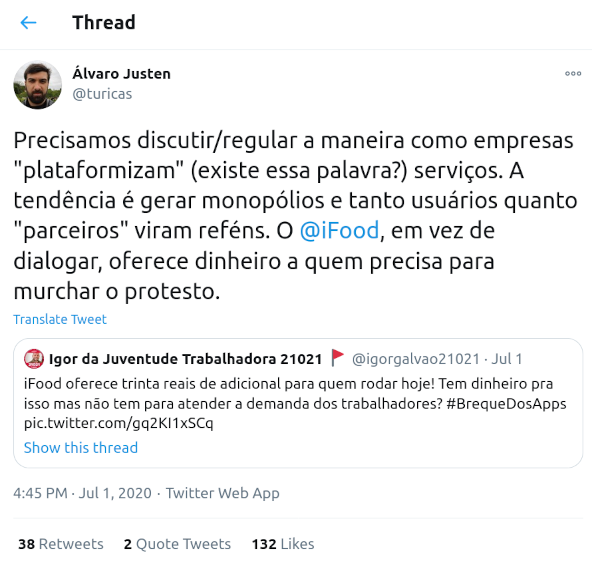 Thread
Álvaro Justen
@turicas
Precisamos discutir/regular a maneira como empresas
"plataformizam" (existe essa palavra?) serviços. A
tendência é gerar monopólios e tanto usuários quanto
"parceiros" viram reféns. O @iFood, em vez de
dialogar, oferece dinheiro a quem precisa para
murchar o protesto.
Translate Tweet
Igor da Juventude Trabalhadora 21021 🚩 @igorgalvao21021 · Jul 1
iFood oferece trinta reais de adicional para quem rodar hoje! Tem dinheiro pra
isso mas não tem para atender a demanda dos trabalhadores? #BrequeDosApps
pic.twitter.com/gq2KI1xSCq
Show this thread
4:45 PM · Jul 1, 2020 · Twitter Web App
38 Retweets 2 Quote Tweets 132 Likes